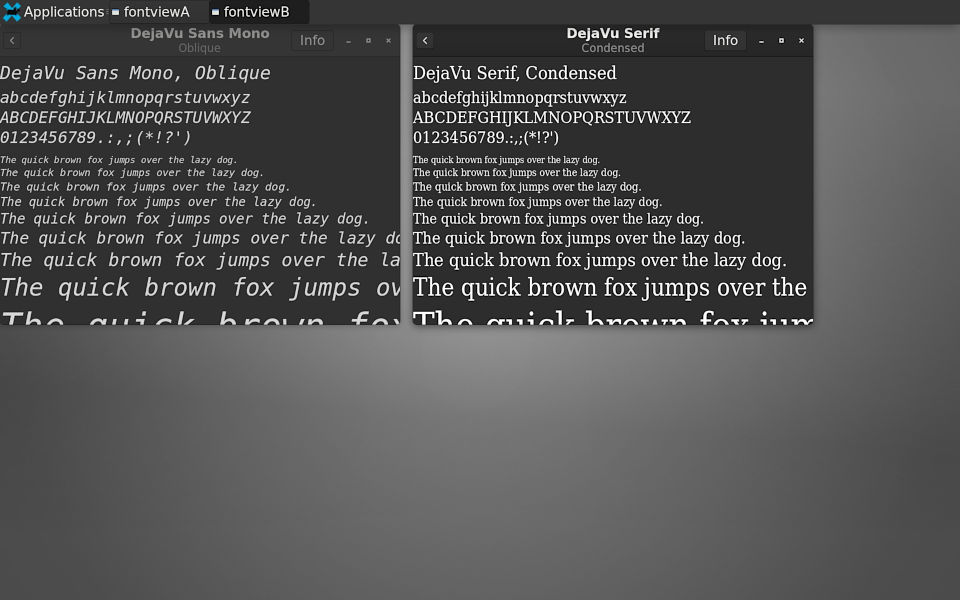 Applications fontviewA fontviewB
DejaVu Sans Mono
Oblique
Info
DejaVu Sans Mono, Oblique
abcdefghijklmnopqrstuvwxyz
ABCDEFGHIJKLMNOPQRSTUVWXYZ
0123456789.:,;(*!?')
The quick brown fox jumps over the lazy dog.
The quick brown fox jumps over the lazy dog.
The quick brown fox jumps over the lazy dog.
The quick brown fox jumps over the lazy dog.
The quick brown fox jumps over the lazy dog.
The quick brown fox jumps over the lazy do
The quick brown fox jumps over the la
The quick brown fox jumps ov
The quick brown fox
DejaVu Serif
Condensed
Info
DejaVu Serif, Condensed
abcdefghijklmnopqrstuvwxyz
ABCDEFGHIJKLMNOPQRSTUVWXYZ
0123456789.:,;(*!?')
The quick brown fox jumps over the lazy dog.
The quick brown fox jumps over the lazy dog.
The quick brown fox jumps over the lazy dog.
The quick brown fox jumps over the lazy dog.
The quick brown fox jumps over the lazy dog.
The quick brown fox jumps over the lazy dog.
The quick brown fox jumps over the lazy dog.
The quick brown fox jumps over the
The quick brown fox jum